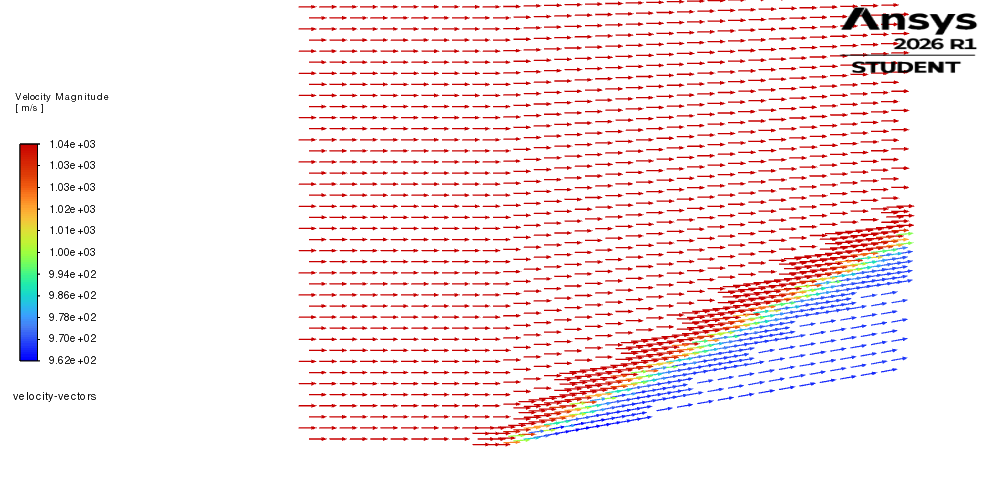 Ansys
2026 R1
STUDENT
Velocity Magnitude
[ m/s ]
1.04e +03
1.03e +03
1.03e +03
1.02e +03
1.01e +03
1.00e +03
9.94e +02
9.86e +02
9.78e +02
9.70e +02
9.62e +02
velocity-vectors